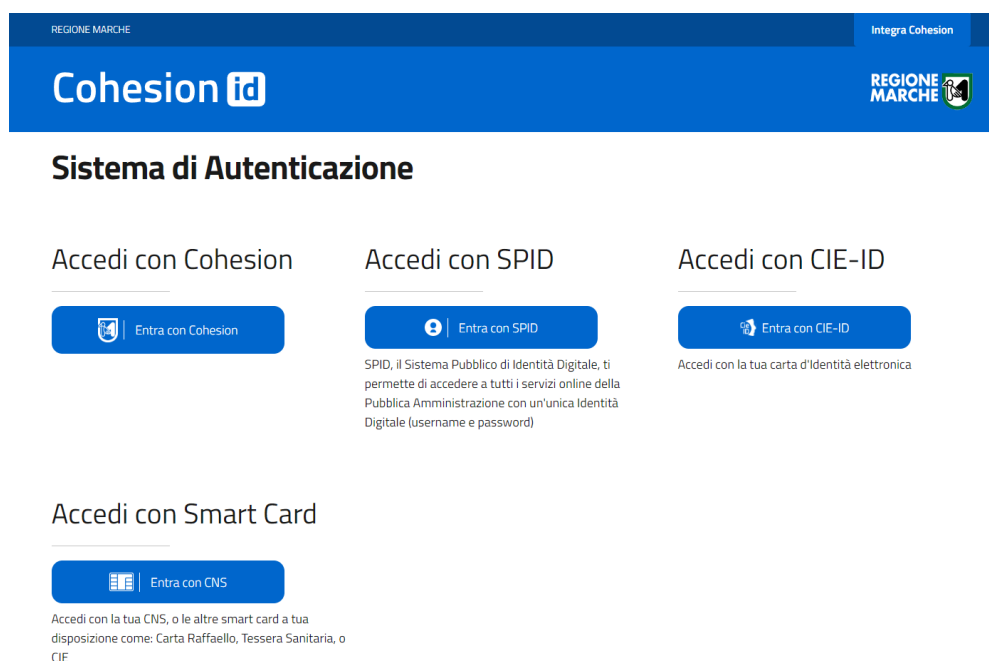 REGIONE MARCHE
Integra Cohesion
Cohesion id
REGIONE
MARCHE
Sistema di Autenticazione
Accedi con Cohesion
Entra con Cohesion
Accedi con SPID
Entra con SPID
SPID, il Sistema Pubblico di Identità Digitale, ti
permette di accedere a tutti i servizi online della
Pubblica Amministrazione con un'unica Identità
Digitale (username e password)
Accedi con CIE-ID
Entra con CIE-ID
Accedi con la tua carta d'Identità elettronica
Accedi con Smart Card
Entra con CNS
Accedi con la tua CNS, o le altre smart card a tua
disposizione come: Carta Raffaello, Tessera Sanitaria, o
CIE